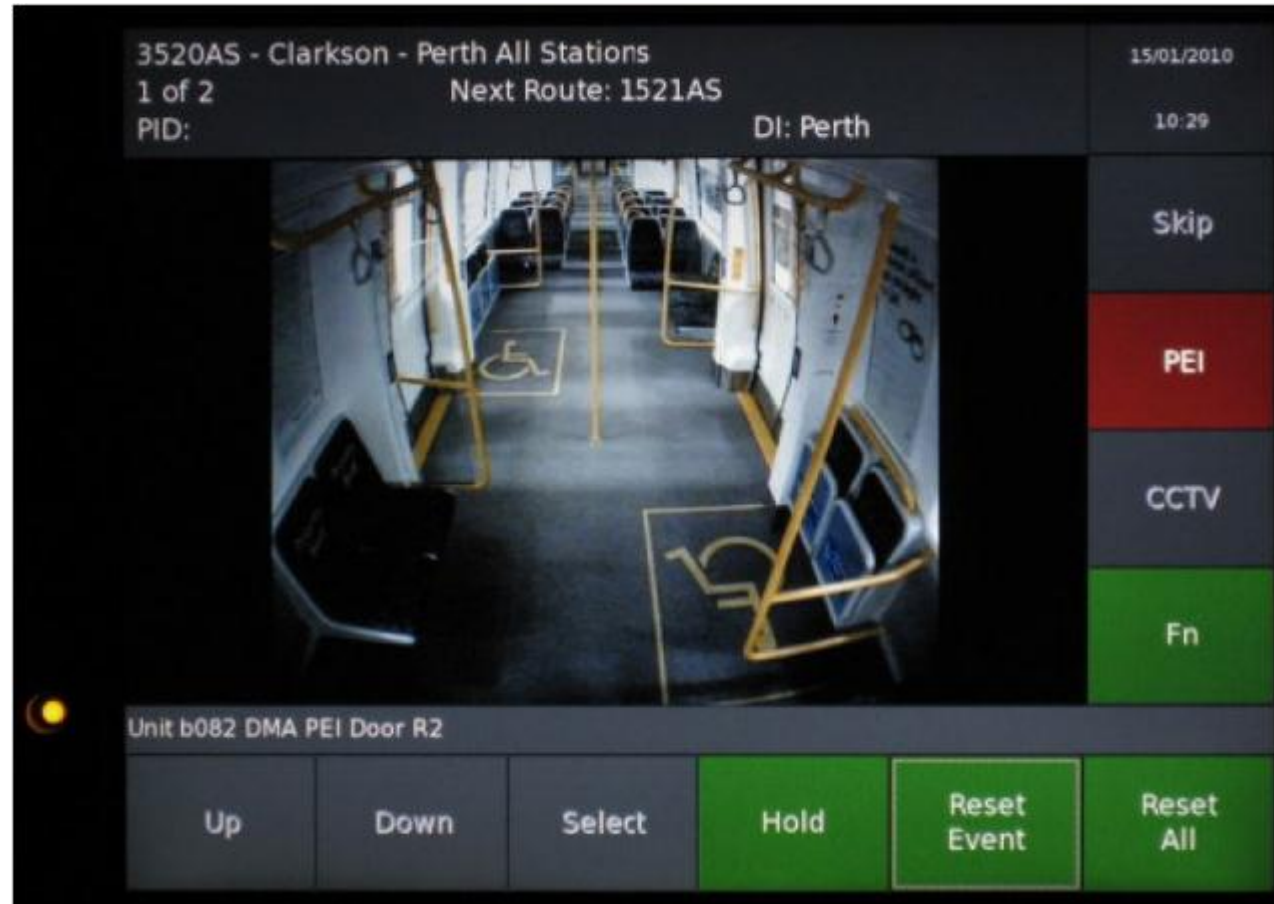 3520AS - Clarkson - Perth All Stations
1 of 2 Next Route: 1521AS
PID: DI: Perth
15/01/2010
10:29
Skip
PEI
CCTV
Fn
Unit b082 DMA PEI Door R2
Up
Down
Select
Hold
Reset
Event
Reset
All